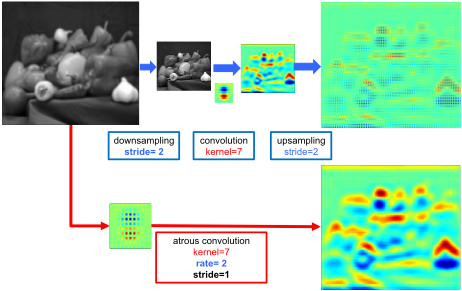 downsampling
stride= 2
convolution
kernel=7
upsampling
stride=2
atrous convolution
kernel=7
rate= 2
stride=1